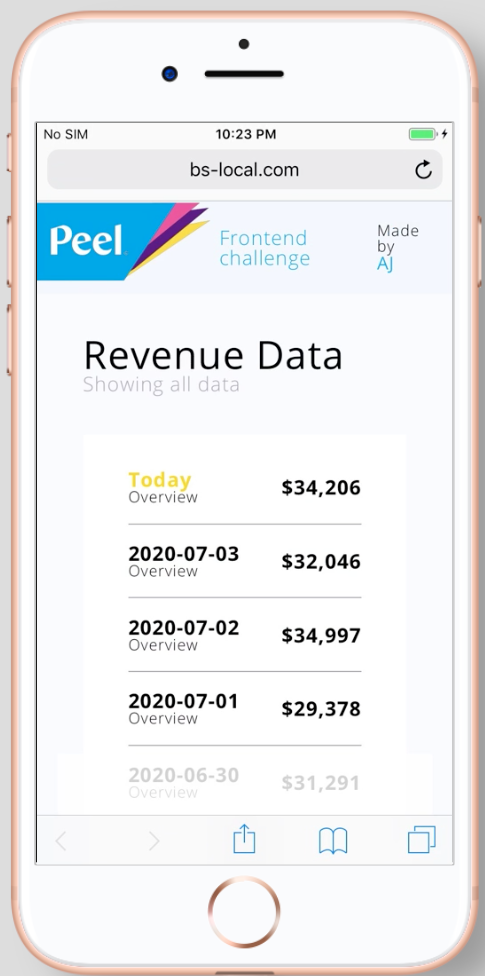 No SIM
10:23 PM
bs-local.com
Peel
Frontend
challenge
Made
by
AJ
Revenue Data
Showing all data
Today
Overview
$34,206
2020-07-03
Overview
$32,046
2020-07-02
Overview
$34,997
2020-07-01
Overview
$29,378
2020-06-30
Overview
$31,291